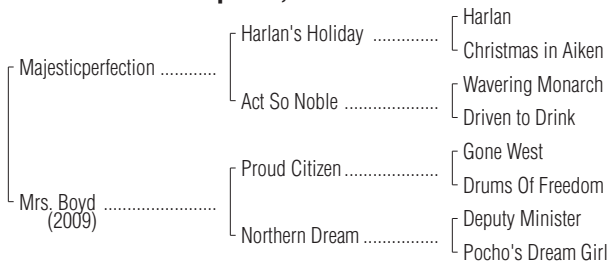 Harlan
Harlan's Holiday ..............
Christmas in Aiken
Majesticperfection ............
Wavering Monarch
Act So Noble ....................
Driven to Drink
Gone West
Proud Citizen ....................
Drums Of Freedom
Mrs. Boyd ........................
(2009)
Deputy Minister
Northern Dream ................
Pocho's Dream Girl